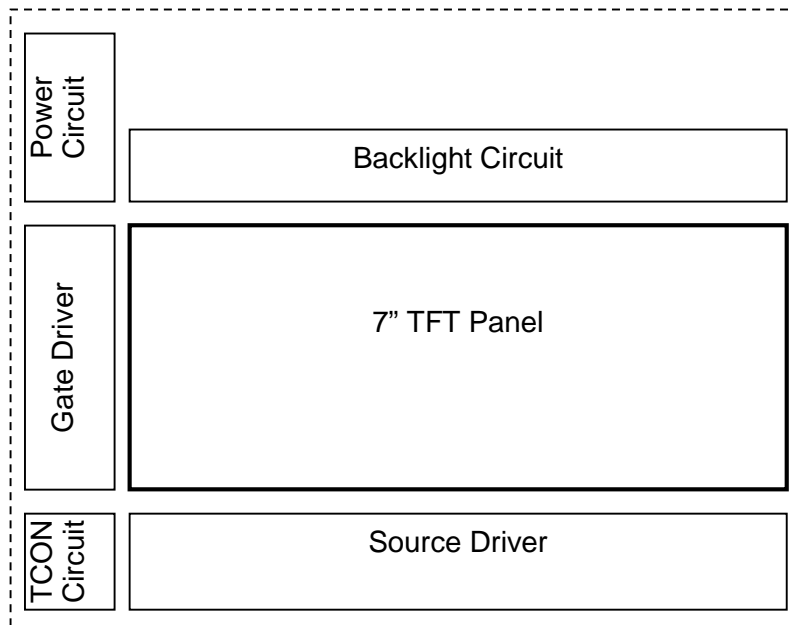 Power
Circuit
Backlight Circuit
Gate Driver
7” TFT Panel
TCON
Circuit
Source Driver